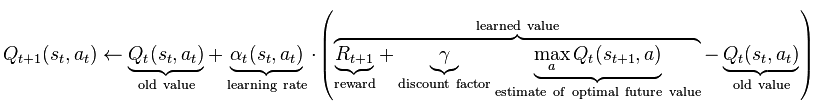 learned value
Q_{t+1}(s_t, a_t) ← Q_t(s_t, a_t) + α_t(s_t, a_t) · ( R_{t+1} + γ max_a Q_t(s_{t+1}, a) − Q_t(s_t, a_t) )
old value learning rate reward discount factor estimate of optimal future value old value